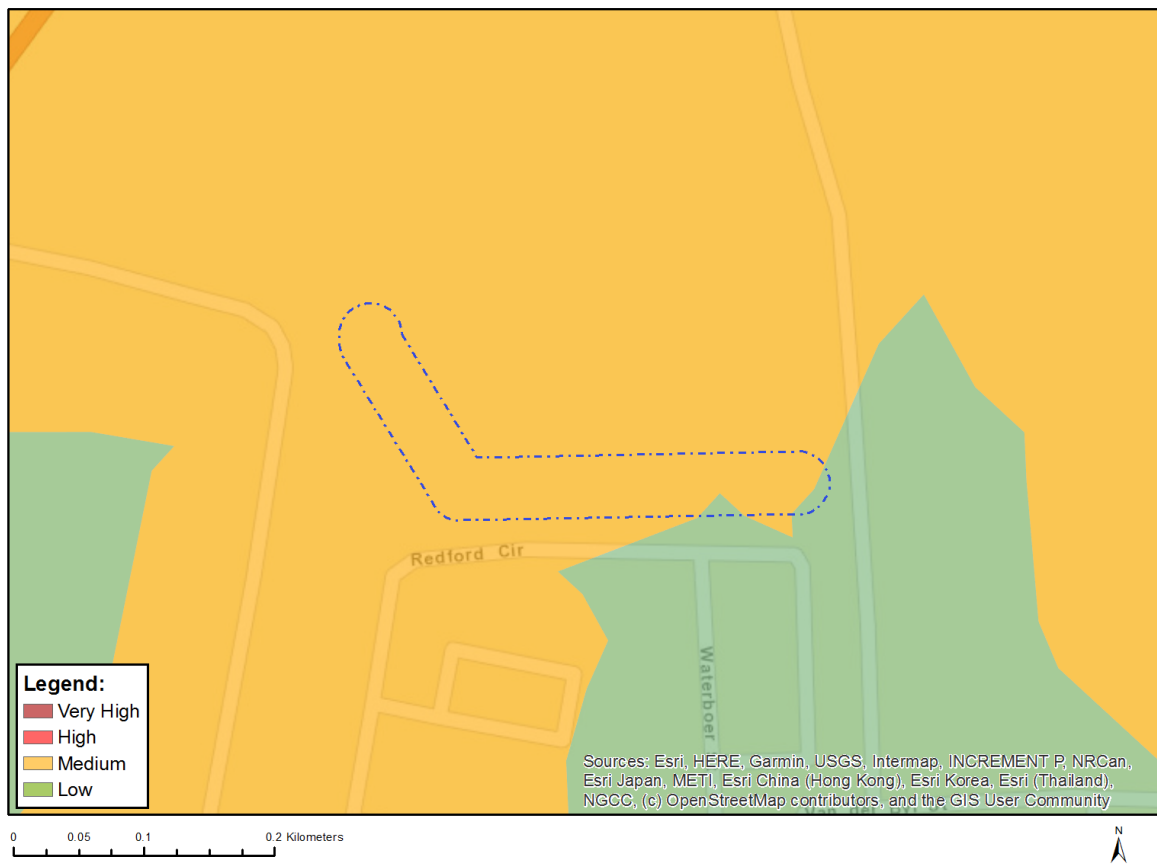 Redford Cir
Waterboer
Legend:
Very High
High
Medium
Low
Sources: Esri, HERE, Garmin, USGS, Intermap, INCREMENT P, NRCan,
Esri Japan, METI, Esri China (Hong Kong), Esri Korea, Esri (Thailand),
NGCC, (c) OpenStreetMap contributors, and the GIS User Community
0 0.05 0.1 0.2 Kilometers
N